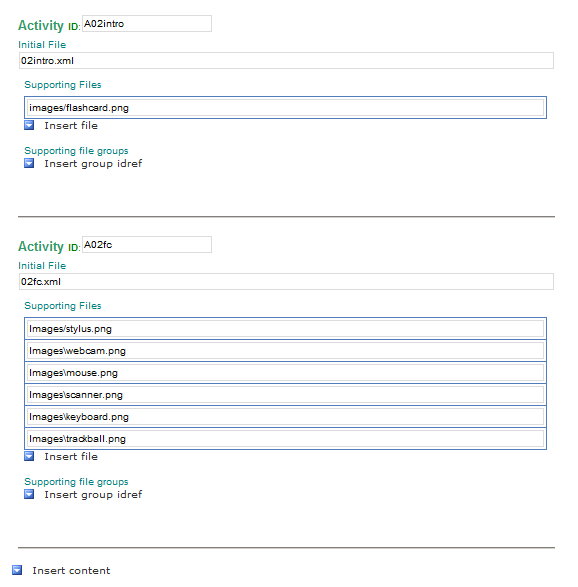 Activity ID: A02intro
Initial File
02intro.xml
Supporting Files
images/flashcard.png
Insert file
Supporting file groups
Insert group idref
Activity ID: A02fc
Initial File
02fc.xml
Supporting Files
Images/stylus.png
Images\webcam.png
Images\mouse.png
Images\scanner.png
Images\keyboard.png
Images\trackball.png
Insert file
Supporting file groups
Insert group idref
Insert content